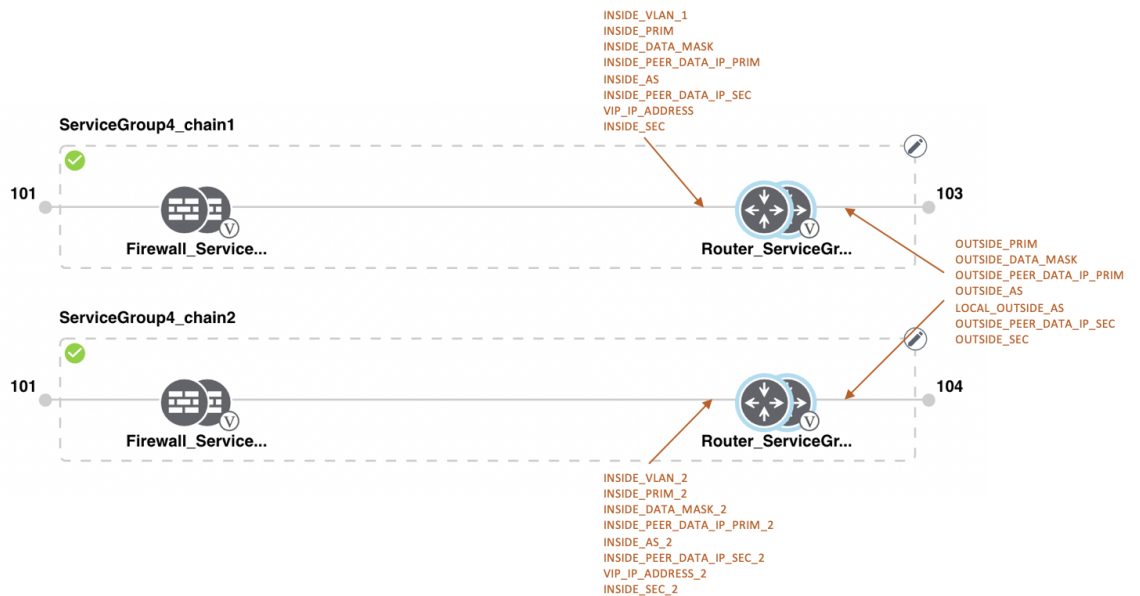 INSIDE_VLAN_1
INSIDE_PRIM
INSIDE_DATA_MASK
INSIDE_PEER_DATA_IP_PRIM
INSIDE_AS
INSIDE_PEER_DATA_IP_SEC
VIP_IP_ADDRESS
INSIDE_SEC
ServiceGroup4_chain1
101
103
V
V
Firewall_Service...
Router_ServiceGr...
OUTSIDE_PRIM
OUTSIDE_DATA_MASK
OUTSIDE_PEER_DATA_IP_PRIM
OUTSIDE_AS
LOCAL_OUTSIDE_AS
OUTSIDE_PEER_DATA_IP_SEC
OUTSIDE_SEC
ServiceGroup4_chain2
101
104
V
V
Firewall_Service...
Router_ServiceGr...
INSIDE_VLAN_2
INSIDE_PRIM_2
INSIDE_DATA_MASK_2
INSIDE_PEER_DATA_IP_PRIM_2
INSIDE_AS_2
INSIDE_PEER_DATA_IP_SEC_2
VIP_IP_ADDRESS_2
INSIDE_SEC_2